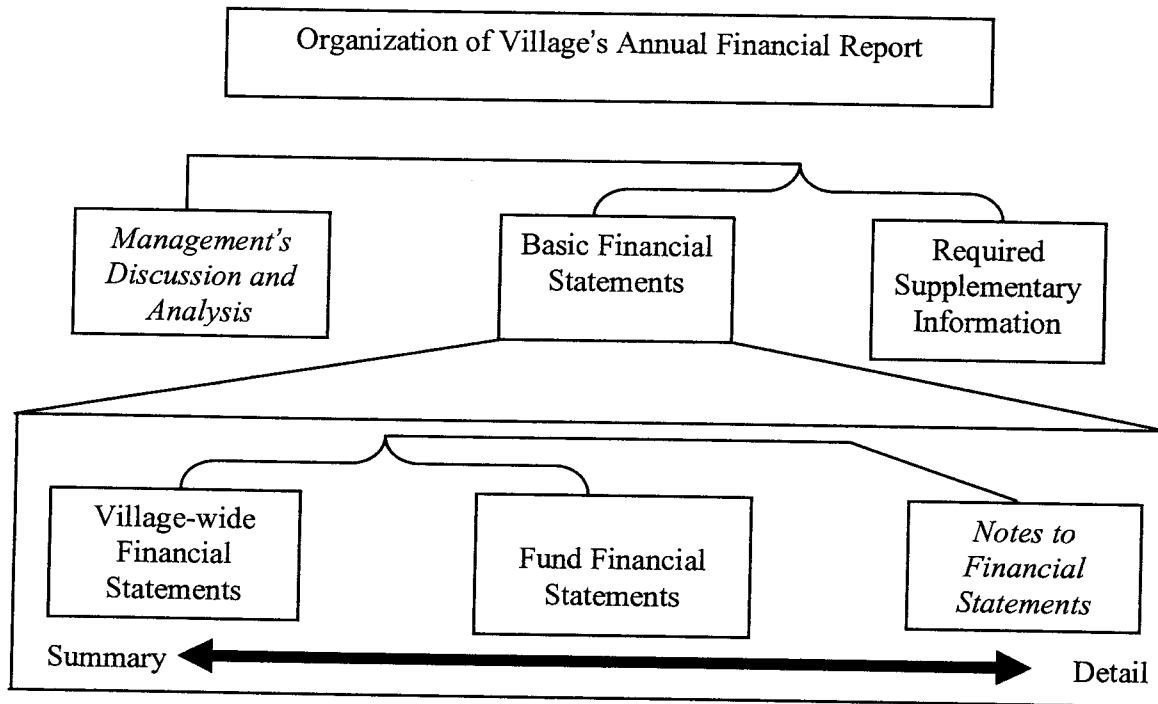 Organization of Village's Annual Financial Report
Management's
Discussion and
Analysis
Basic Financial
Statements
Required
Supplementary
Information
Village-wide
Financial
Statements
Fund Financial
Statements
Notes to
Financial
Statements
Summary
Detail